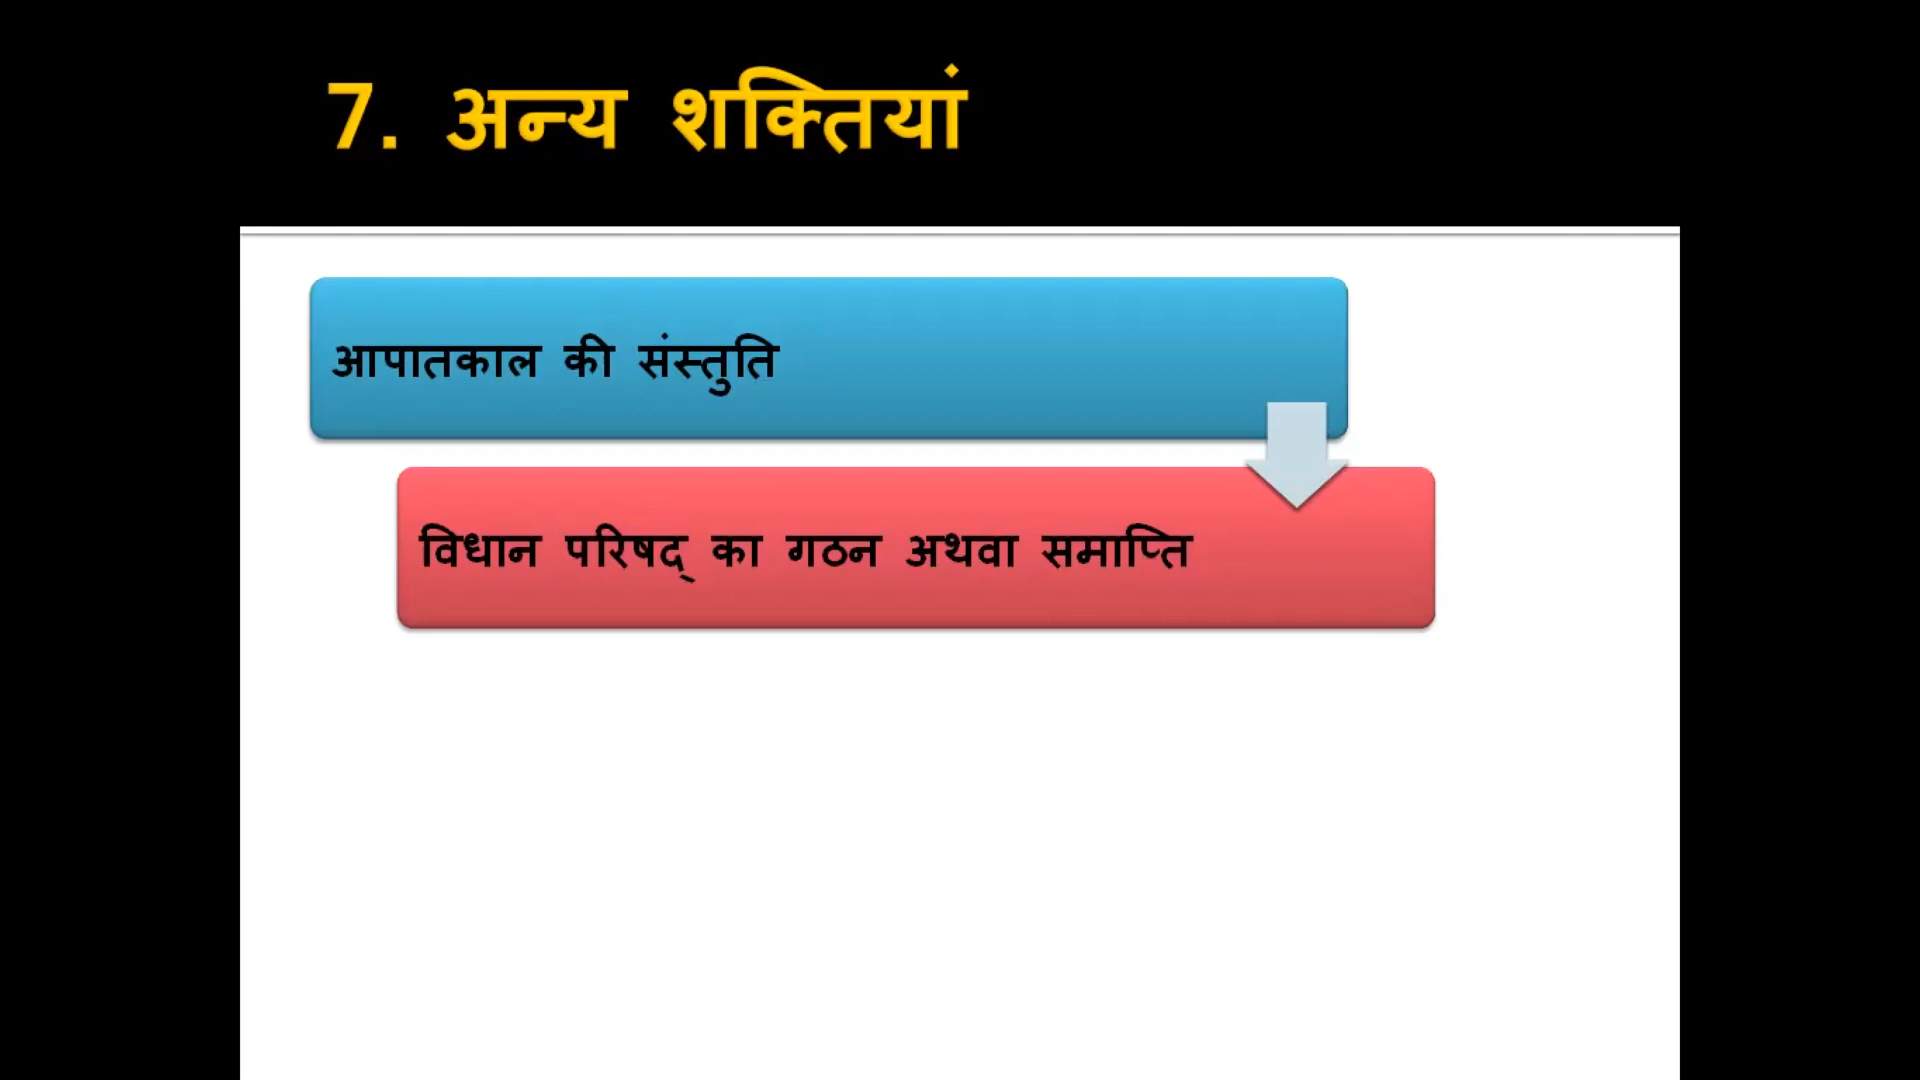 7. अन्य शक्तियां
आपातकाल की संस्तुति
विधान परिषद् का गठन अथवा समाप्ति